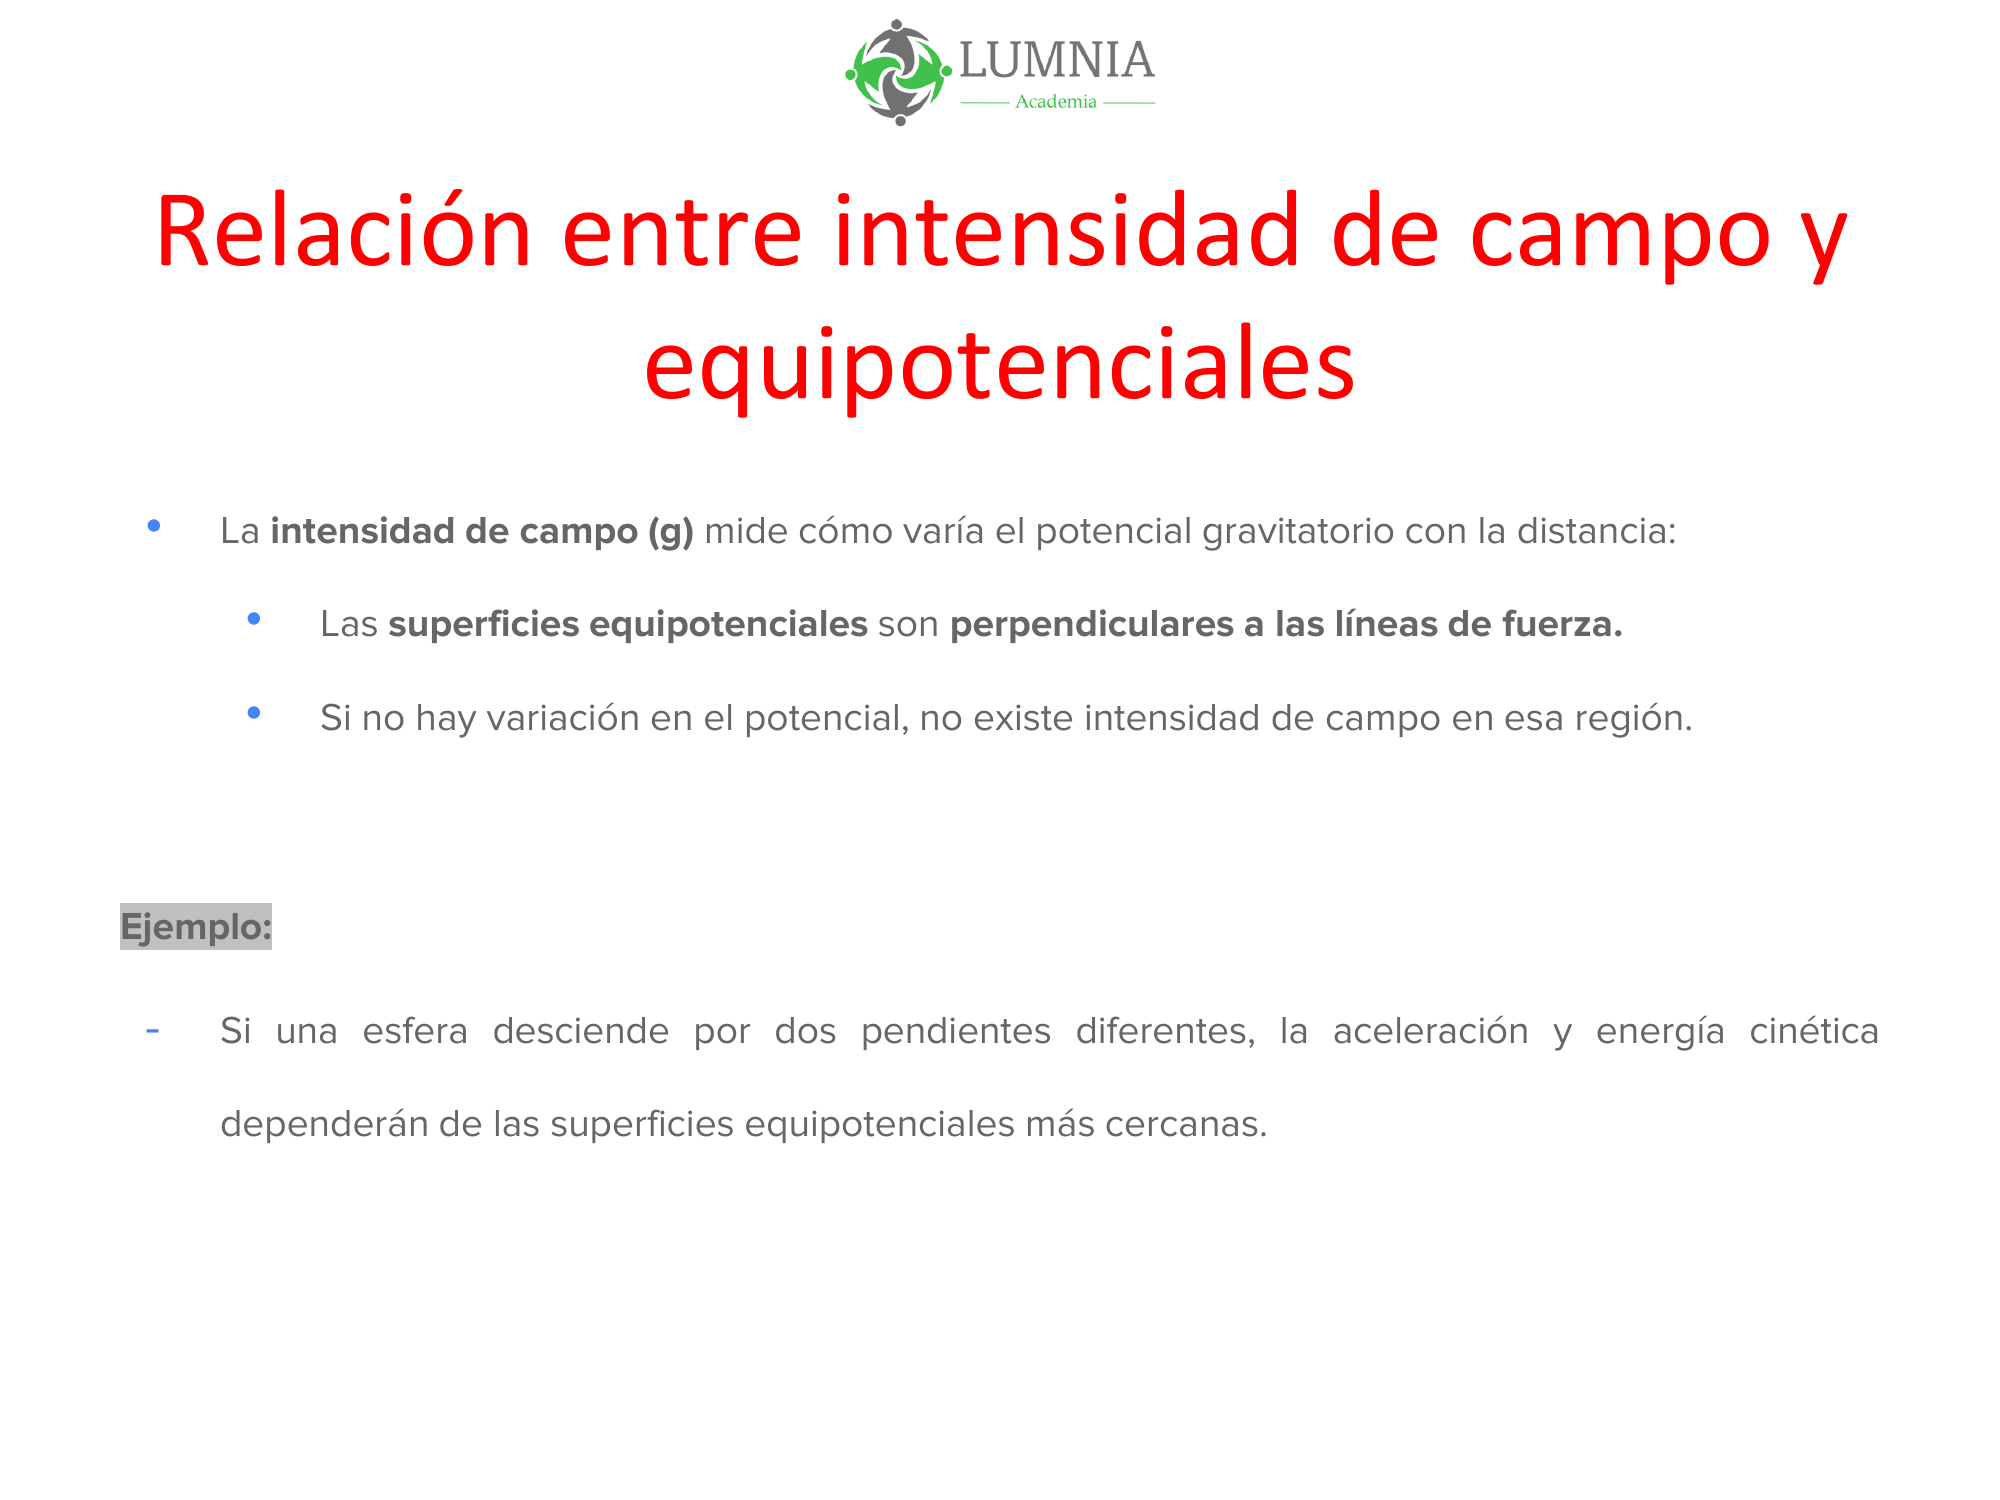 LUMNIA
Academia
Relación entre intensidad de campo y
equipotenciales
• La intensidad de campo (g) mide cómo varía el potencial gravitatorio con la distancia:
• Las superficies equipotenciales son perpendiculares a las líneas de fuerza.
• Si no hay variación en el potencial, no existe intensidad de campo en esa región.
Ejemplo:
- Si una esfera desciende por dos pendientes diferentes, la aceleración y energía cinética
dependerán de las superficies equipotenciales más cercanas.